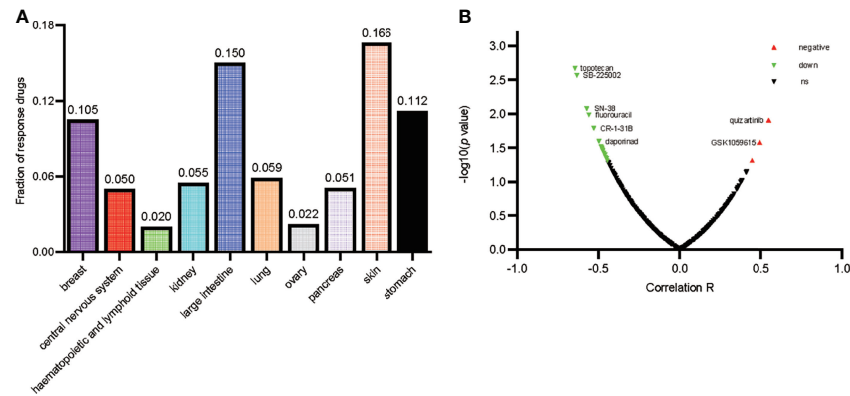 A
Fraction of response drugs
0.18
0.12
0.06
0.00
0.105
0.050
0.020
0.055
0.150
0.059
0.022
0.051
0.166
0.112
breast
central nervous system
haematopoietic and lymphoid tissue
kidney
large intestine
lung
ovary
pancreas
skin
stomach
B
-log10(p value)
3.0
2.5
2.0
1.5
1.0
0.5
0.0
-1.0
-0.5
0.0
0.5
1.0
Correlation R
topotecan
SB-225002
SN-38
fluorouracil
CR-1-31B
daporinad
quizartinib
GSK1059615
negative
down
ns